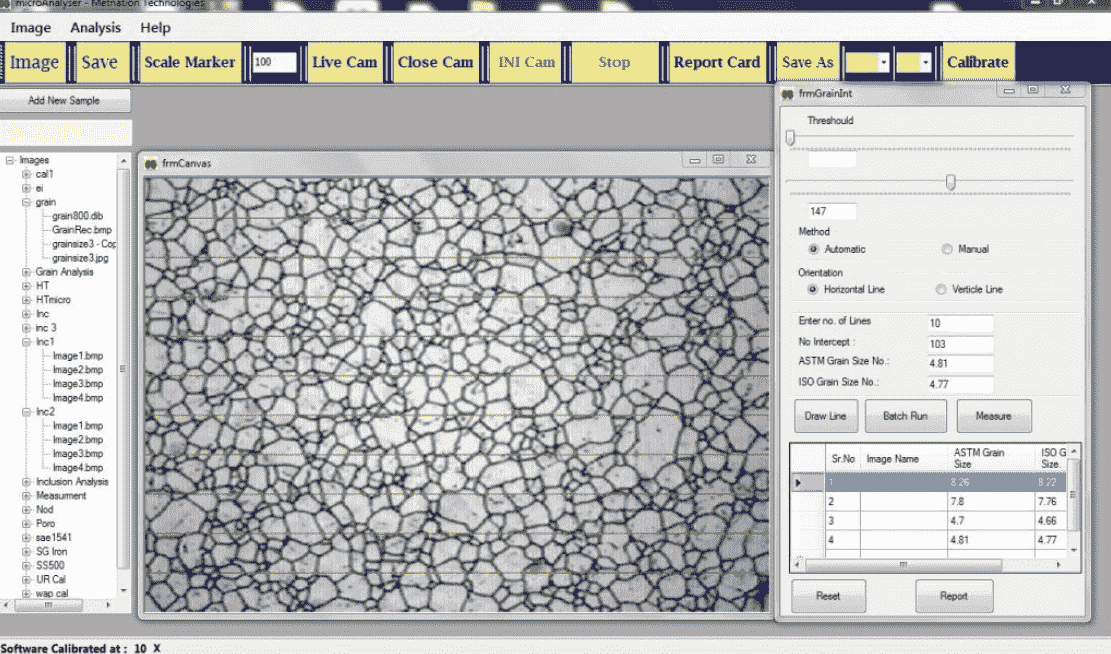 microAnalyser - Metnation Technologies
Image Analysis Help
Image Save Scale Marker 100 Live Cam Close Cam INI Cam Stop Report Card Save As Calibrate
Add New Sample
Images
cal1
ei
grain
grain800.dib
GrainRec.bmp
grainsize3 - Cop
grainsize3.jpg
Grain Analysis
HT
HTmicro
Inc
inc 3
Inc1
Image1.bmp
Image2.bmp
Image3.bmp
Image4.bmp
Inc2
Image1.bmp
Image2.bmp
Image3.bmp
Image4.bmp
Inclusion Analysis
Measument
Nod
Poro
sae1541
SG Iron
SS500
UR Cal
wap cal
frmCanvas
frmGrainInt
Threshould
147
Method
Automatic Manual
Orientation
Horizontal Line Verticle Line
Enter no. of Lines 10
No Intercept : 103
ASTM Grain Size No.: 4.81
ISO Grain Size No.: 4.77
Draw Line Batch Run Measure
Sr.No Image Name ASTM Grain Size ISO G Size.
1 8.26 8.22
2 7.8 7.76
3 4.7 4.66
4 4.81 4.77
Reset Report
Software Calibrated at : 10 X